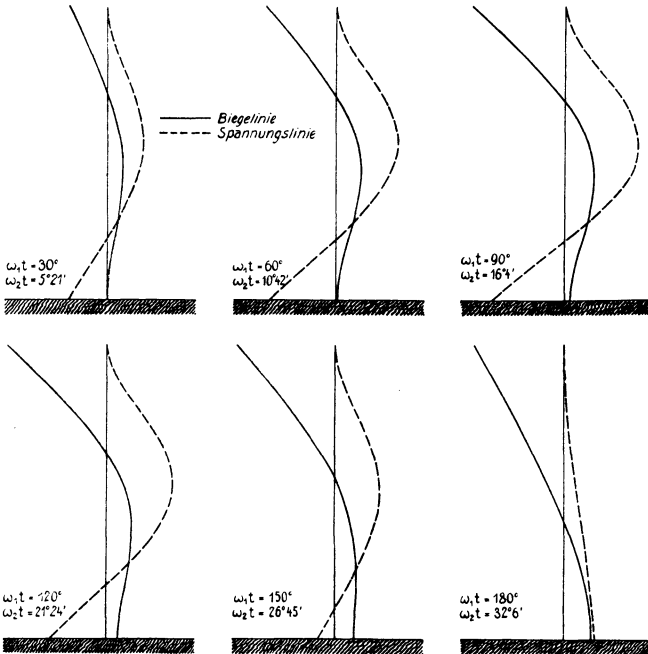 Biegelinie
Spannungslinie
ω₁t = 30°
ω₂t = 5°21'
ω₁t = 60°
ω₂t = 10°42'
ω₁t = 90°
ω₂t = 16°4'
ω₁t = 120°
ω₂t = 21°24'
ω₁t = 150°
ω₂t = 26°45'
ω₁t = 180°
ω₂t = 32°6'